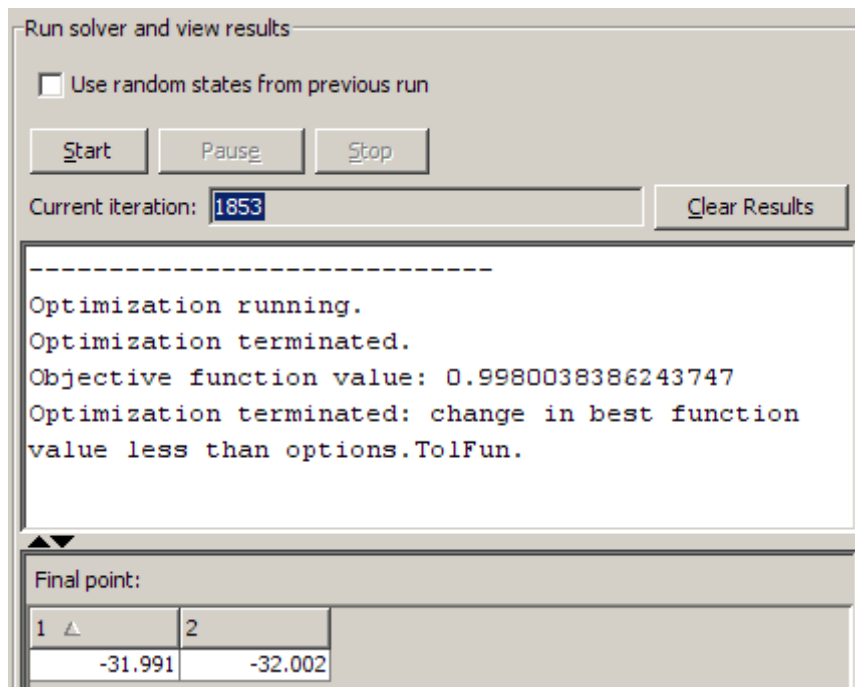 Run solver and view results
Use random states from previous run
Start Pause Stop
Current iteration: 1853 Clear Results
-----------------------------
Optimization running.
Optimization terminated.
Objective function value: 0.9980038386243747
Optimization terminated: change in best function
value less than options.TolFun.
Final point:
1 2
-31.991 -32.002